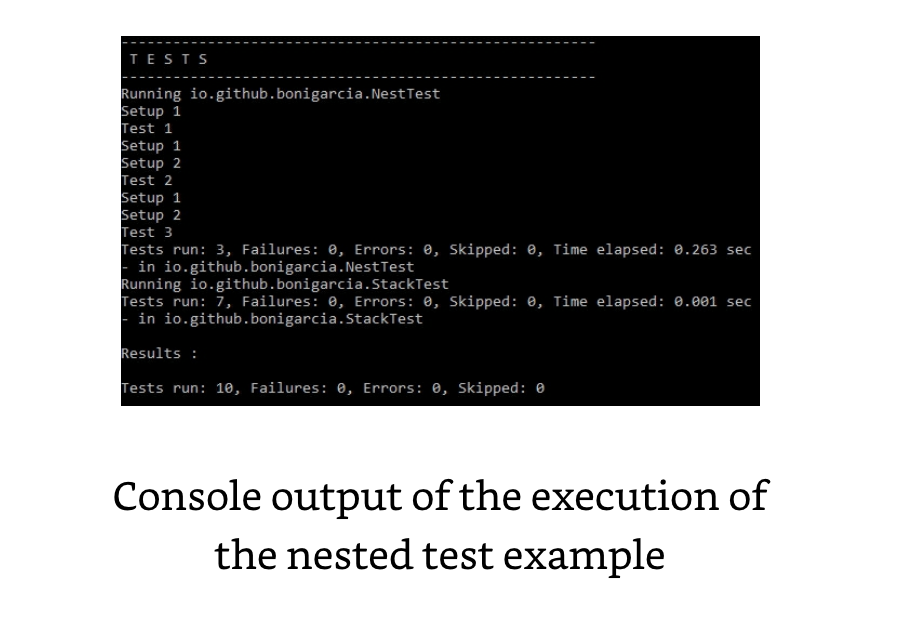 -------------------------------------------------------
T E S T S
-------------------------------------------------------
Running io.github.bonigarcia.NestTest
Setup 1
Test 1
Setup 1
Setup 2
Test 2
Setup 1
Setup 2
Test 3
Tests run: 3, Failures: 0, Errors: 0, Skipped: 0, Time elapsed: 0.263 sec
- in io.github.bonigarcia.NestTest
Running io.github.bonigarcia.StackTest
Tests run: 7, Failures: 0, Errors: 0, Skipped: 0, Time elapsed: 0.001 sec
- in io.github.bonigarcia.StackTest
Results :
Tests run: 10, Failures: 0, Errors: 0, Skipped: 0
Console output of the execution of
the nested test example